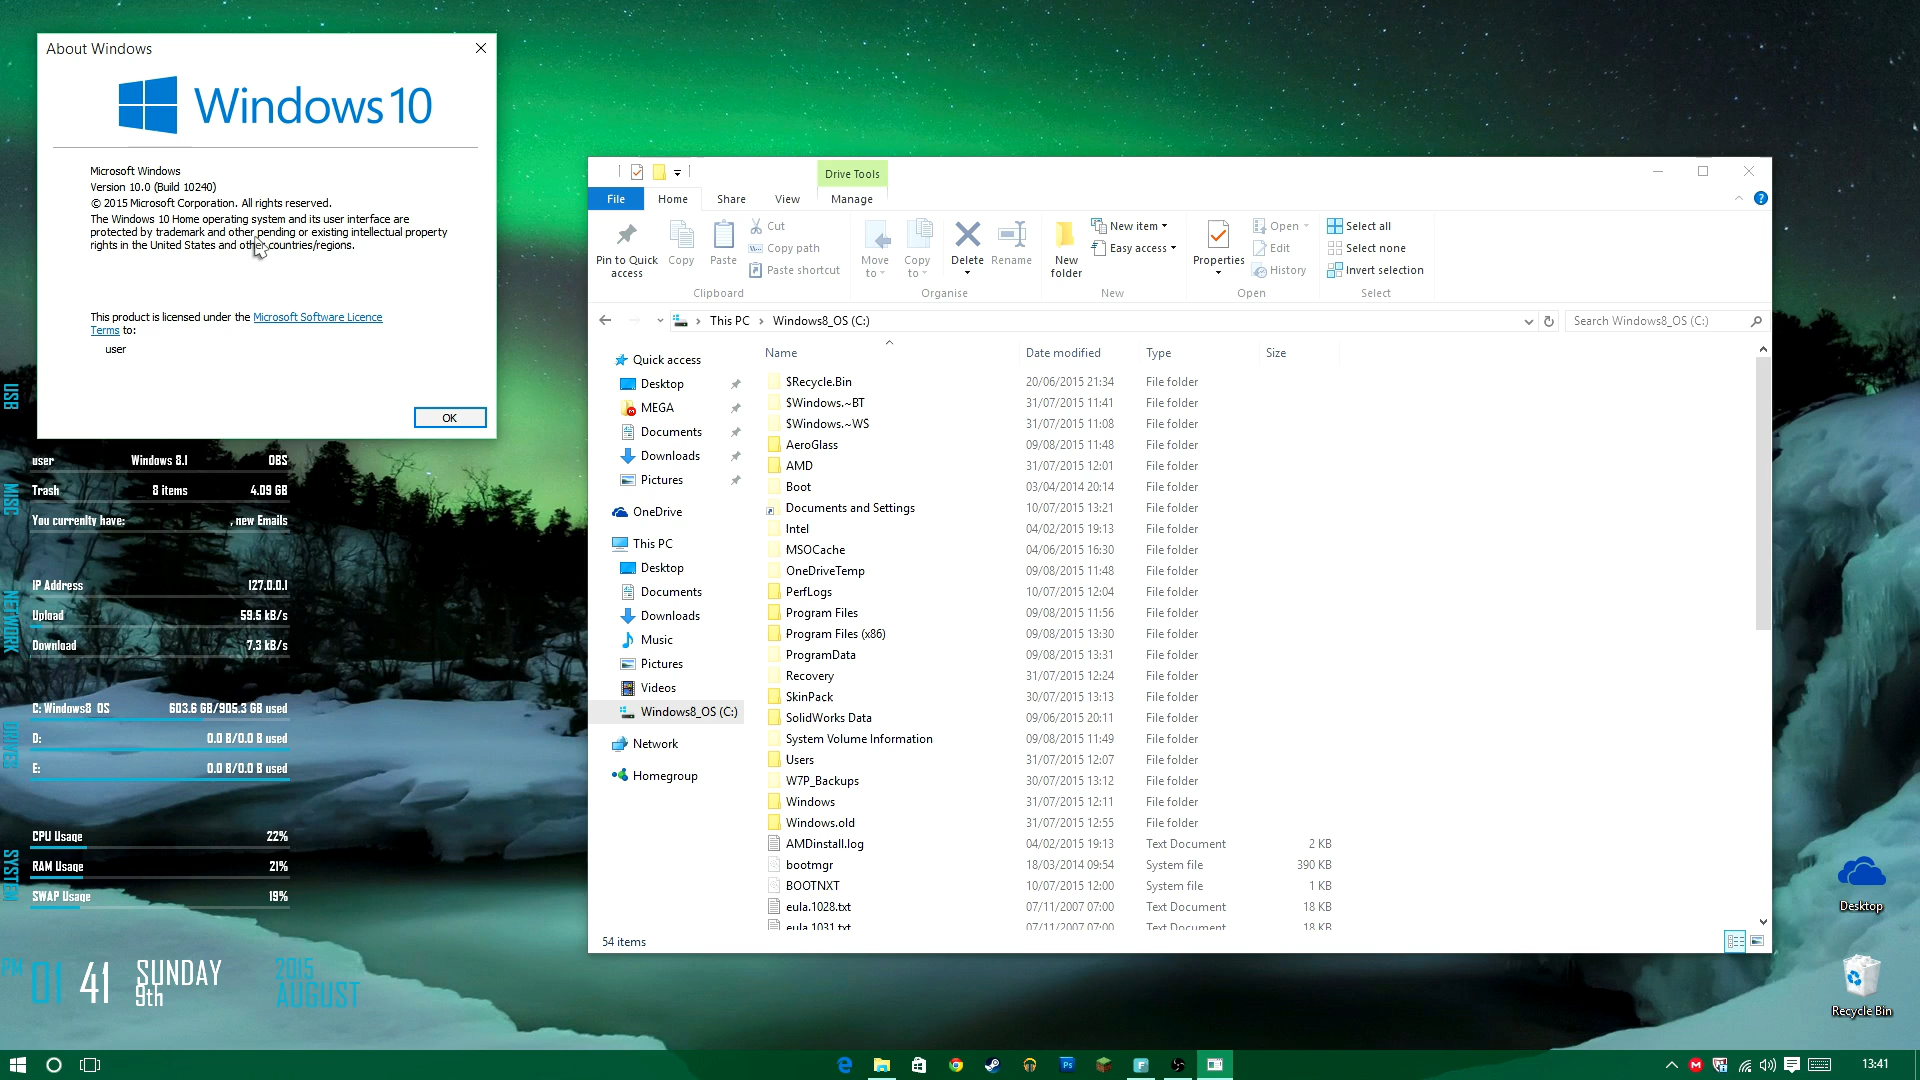 About Windows
Windows 10
Microsoft Windows
Version 10.0 (Build 10240)
© 2015 Microsoft Corporation. All rights reserved.
The Windows 10 Home operating system and its user interface are
protected by trademark and other pending or existing intellectual property
rights in the United States and other countries/regions.
This product is licensed under the Microsoft Software Licence
Terms to:
user
OK
USB
user Windows 8.1 OBS
MISC
Trash 8 items 4.09 GB
You currenlty have: , new Emails
NETWORK
IP Address 127.0.0.1
Upload 59.5 kB/s
Download 7.3 kB/s
DRIVES
C: Windows8 OS 603.6 GB/905.3 GB used
D: 0.0 B/0.0 B used
E: 0.0 B/0.0 B used
SYSTEM
CPU Usage 22%
RAM Usage 21%
SWAP Usage 19%
PM 01 41 SUNDAY 9th 2015 AUGUST
Drive Tools
File Home Share View Manage
Pin to Quick access
Copy
Paste
Cut
Copy path
Paste shortcut
Clipboard
Move to
Copy to
Delete
Rename
Organise
New folder
New item
Easy access
New
Properties
Open
Edit
History
Open
Select all
Select none
Invert selection
Select
This PC Windows8_OS (C:)
Search Windows8_OS (C:)
Quick access
Desktop
MEGA
Documents
Downloads
Pictures
OneDrive
This PC
Desktop
Documents
Downloads
Music
Pictures
Videos
Windows8_OS (C:)
Network
Homegroup
Name Date modified Type Size
$Recycle.Bin 20/06/2015 21:34 File folder
$Windows.~BT 31/07/2015 11:41 File folder
$Windows.~WS 31/07/2015 11:08 File folder
AeroGlass 09/08/2015 11:48 File folder
AMD 31/07/2015 12:01 File folder
Boot 03/04/2014 20:14 File folder
Documents and Settings 10/07/2015 13:21 File folder
Intel 04/02/2015 19:13 File folder
MSOCache 04/06/2015 16:30 File folder
OneDriveTemp 09/08/2015 11:48 File folder
PerfLogs 10/07/2015 12:04 File folder
Program Files 09/08/2015 11:56 File folder
Program Files (x86) 09/08/2015 13:30 File folder
ProgramData 09/08/2015 13:31 File folder
Recovery 31/07/2015 12:24 File folder
SkinPack 30/07/2015 13:13 File folder
SolidWorks Data 09/06/2015 20:11 File folder
System Volume Information 09/08/2015 11:49 File folder
Users 31/07/2015 12:07 File folder
W7P_Backups 30/07/2015 13:12 File folder
Windows 31/07/2015 12:11 File folder
Windows.old 31/07/2015 12:55 File folder
AMDinstall.log 04/02/2015 19:13 Text Document 2 KB
bootmgr 18/03/2014 09:54 System file 390 KB
BOOTNXT 10/07/2015 12:00 System file 1 KB
eula.1028.txt 07/11/2007 07:00 Text Document 18 KB
eula.1031.txt 07/11/2007 07:00 Text Document 18 KB
54 items
Desktop
Recycle Bin
Ps
F
13:41